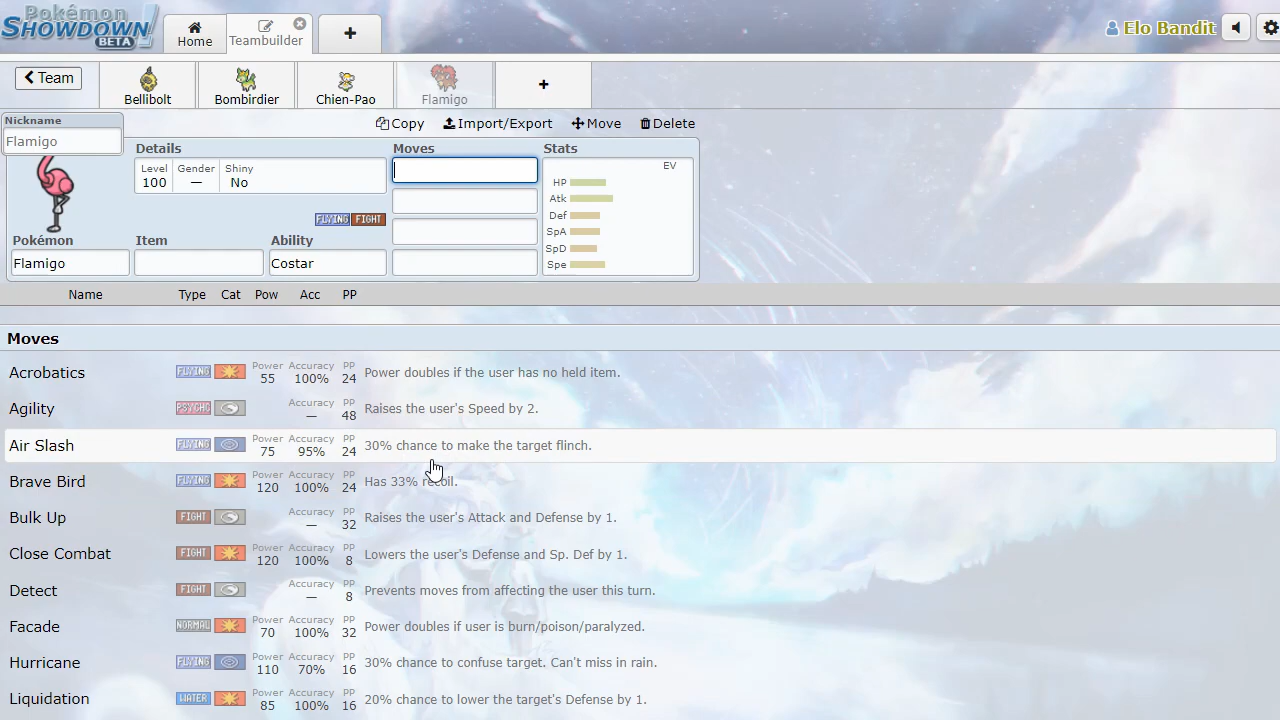 Pokémon
SHOWDOWN!
BETA
Home
Teambuilder
Elo Bandit
Team
Bellibolt
Bombirdier
Chien-Pao
Flamigo
Copy
Import/Export
Move
Delete
Nickname
Flamigo
Details
Moves
Stats
Level Gender Shiny
100 — No
EV
HP
Atk
Def
SpA
SpD
Spe
FLYING FIGHT
Pokémon Item Ability
Flamigo Costar
Name Type Cat Pow Acc PP
Moves
Acrobatics FLYING Power 55 Accuracy 100% PP 24 Power doubles if the user has no held item.
Agility PSYCHC Accuracy — PP 48 Raises the user's Speed by 2.
Air Slash FLYING Power 75 Accuracy 95% PP 24 30% chance to make the target flinch.
Brave Bird FLYING Power 120 Accuracy 100% PP 24 Has 33% recoil.
Bulk Up FIGHT Accuracy — PP 32 Raises the user's Attack and Defense by 1.
Close Combat FIGHT Power 120 Accuracy 100% PP 8 Lowers the user's Defense and Sp. Def by 1.
Detect FIGHT Accuracy — PP 8 Prevents moves from affecting the user this turn.
Facade NORMAL Power 70 Accuracy 100% PP 32 Power doubles if user is burn/poison/paralyzed.
Hurricane FLYING Power 110 Accuracy 70% PP 16 30% chance to confuse target. Can't miss in rain.
Liquidation WATER Power 85 Accuracy 100% PP 16 20% chance to lower the target's Defense by 1.